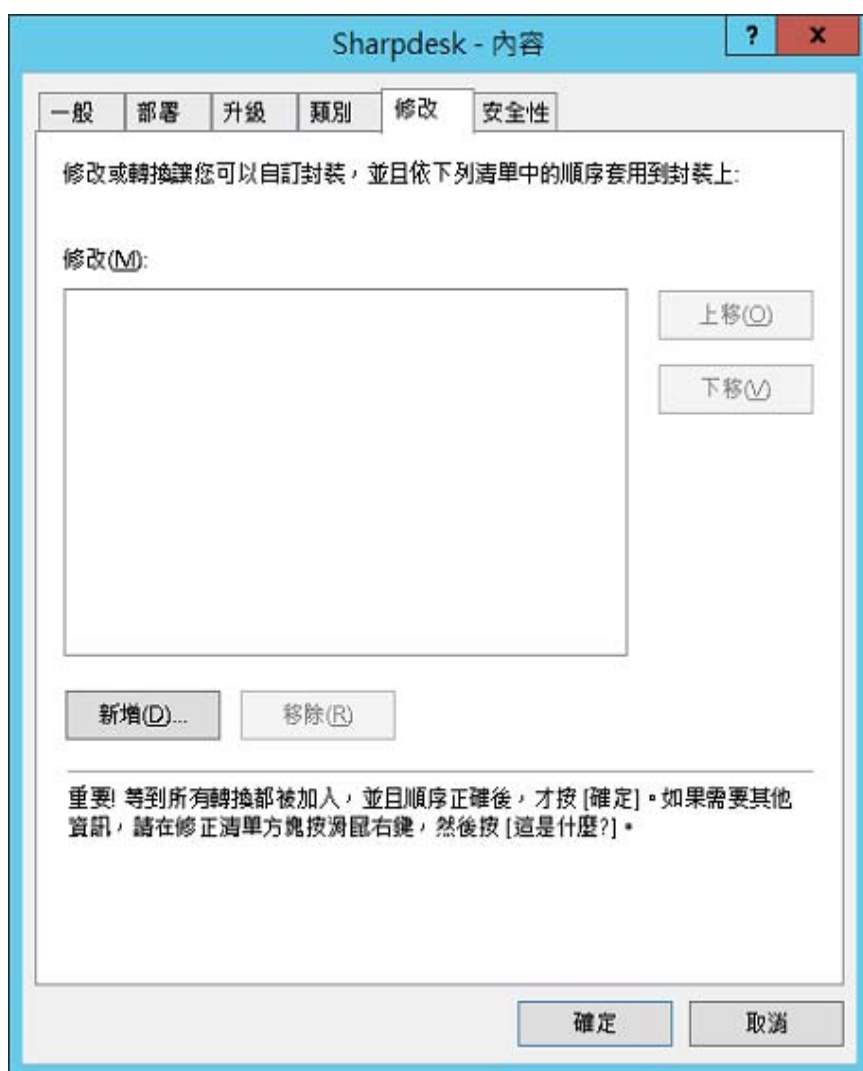 Sharpdesk - 內容
?
x
一般
部署
升級
類別
修改
安全性
修改或轉換讓您可以自訂封裝，並且依下列清單中的順序套用到封裝上:
修改(M):
上移(O)
下移(V)
新增(D)...
移除(R)
重要! 等到所有轉換都被加入，並且順序正確後，才按 [確定]。如果需要其他
資訊，請在修正清單方塊按滑鼠右鍵，然後按 [這是什麼?]。
確定
取消